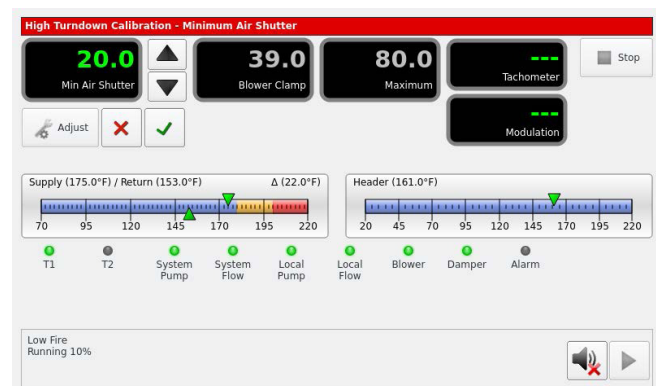 High Turndown Calibration - Minimum Air Shutter
20.0
Min Air Shutter
39.0
Blower Clamp
80.0
Maximum
---
Tachometer
Stop
Adjust
---
Modulation
Supply (175.0°F) / Return (153.0°F) Δ (22.0°F)
70 95 120 145 170 195 220
Header (161.0°F)
20 45 70 95 120 145 170 195 220
T1 T2 System Pump System Flow Local Pump Local Flow Blower Damper Alarm
Low Fire
Running 10%